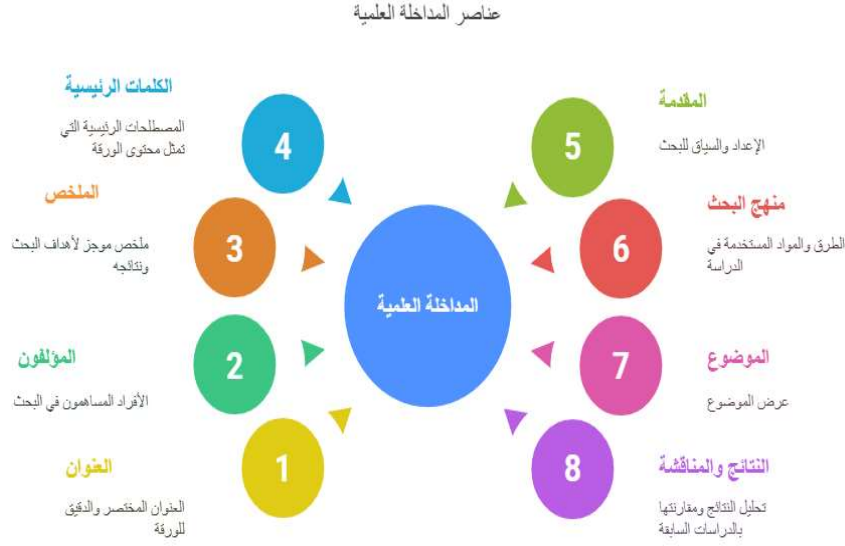 عناصر المداخلة العلمية
المداخلة العلمية
1
العنوان
العنوان المختصر والدقيق
للورقة
2
المؤلفون
الأفراد المساهمون في البحث
3
الملخص
ملخص موجز لأهداف البحث
ونتائجه
4
الكلمات الرئيسية
المصطلحات الرئيسية التي
تمثل محتوى الورقة
5
المقدمة
الإعداد والسياق للبحث
6
منهج البحث
الطرق والمواد المستخدمة في
الدراسة
7
الموضوع
عرض الموضوع
8
النتائج والمناقشة
تحليل النتائج ومقارنتها
بالدراسات السابقة